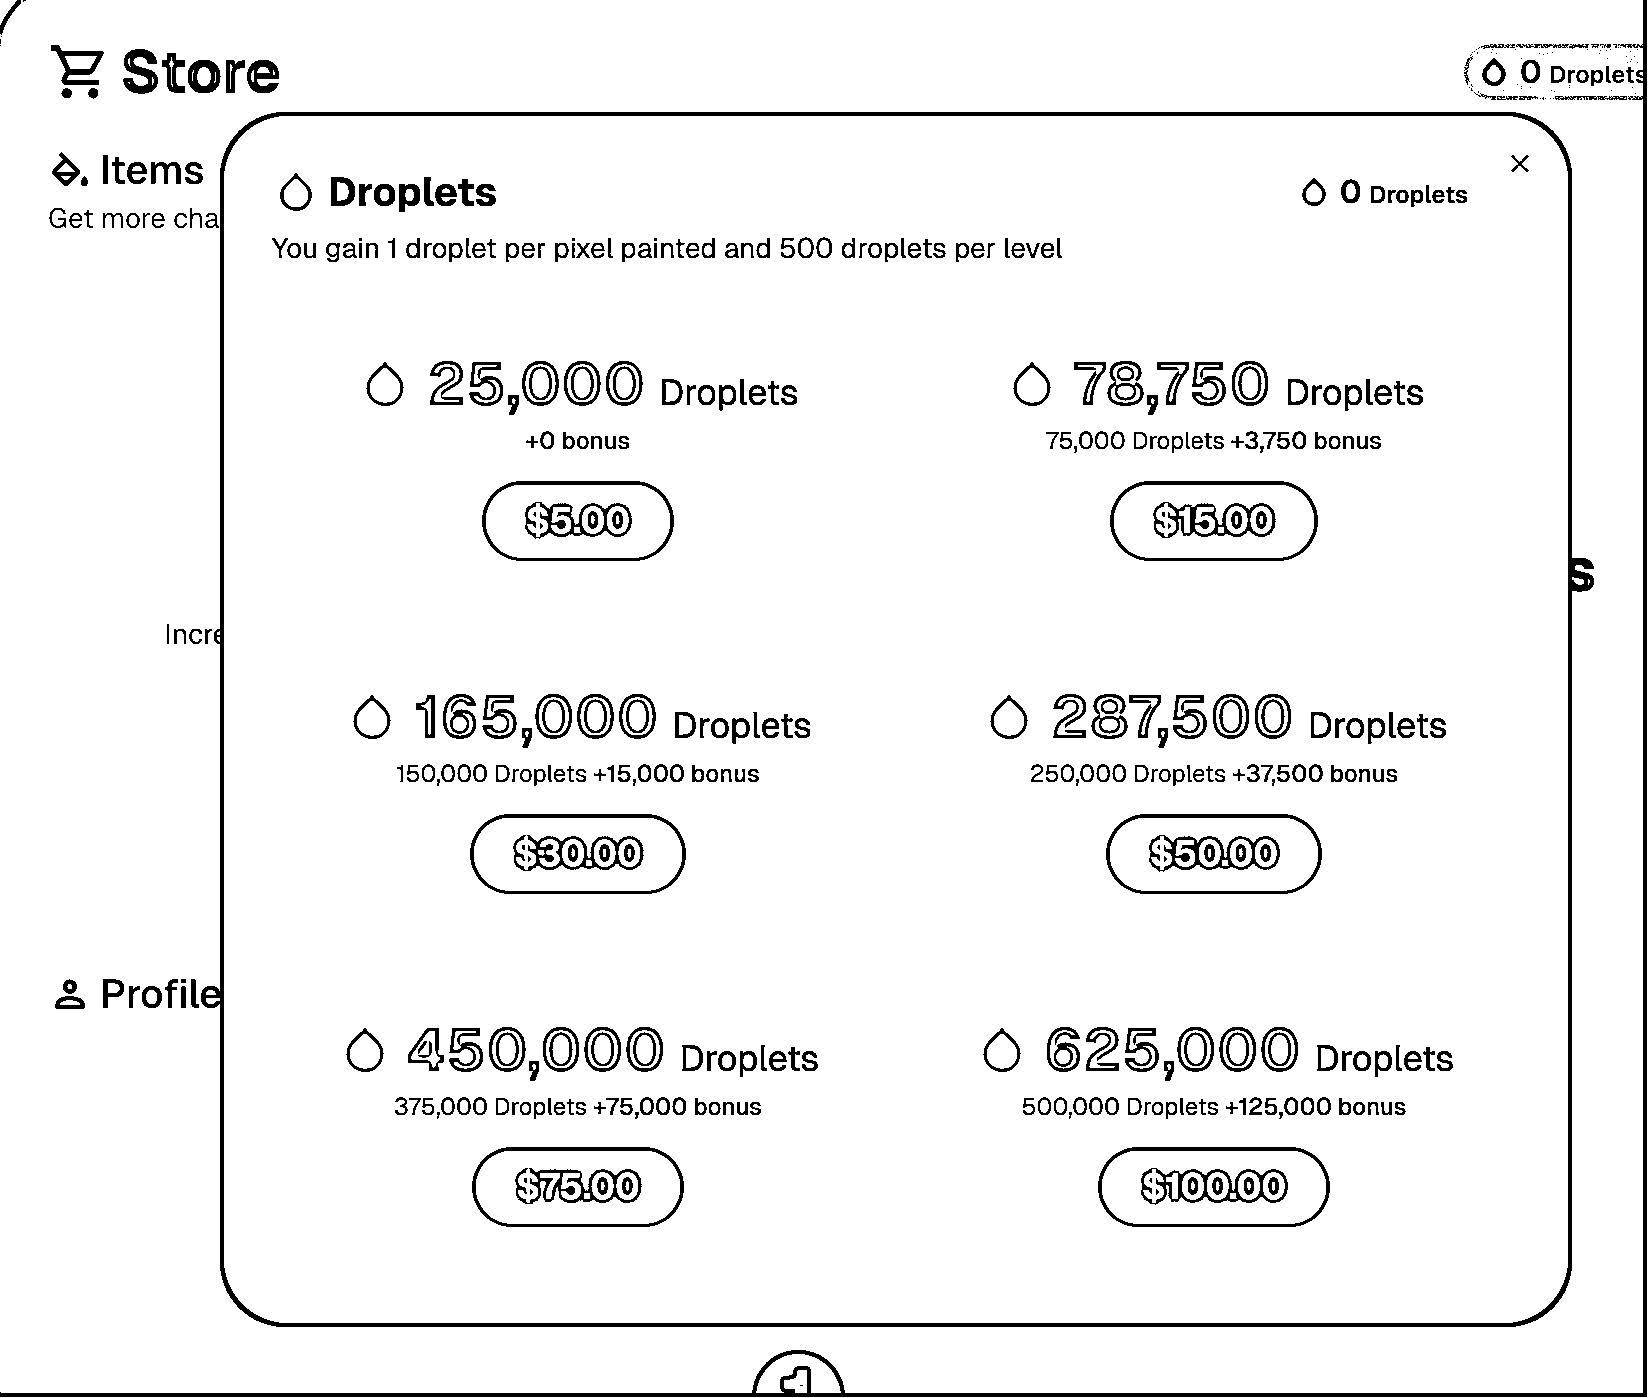 Store
0 Droplets
Items
Get more cha
Droplets
0 Droplets
You gain 1 droplet per pixel painted and 500 droplets per level
25,000 Droplets
+0 bonus
$5.00
78,750 Droplets
75,000 Droplets +3,750 bonus
$15.00
s
Incre
165,000 Droplets
150,000 Droplets +15,000 bonus
$30.00
287,500 Droplets
250,000 Droplets +37,500 bonus
$50.00
Profile
450,000 Droplets
375,000 Droplets +75,000 bonus
$75.00
625,000 Droplets
500,000 Droplets +125,000 bonus
$100.00